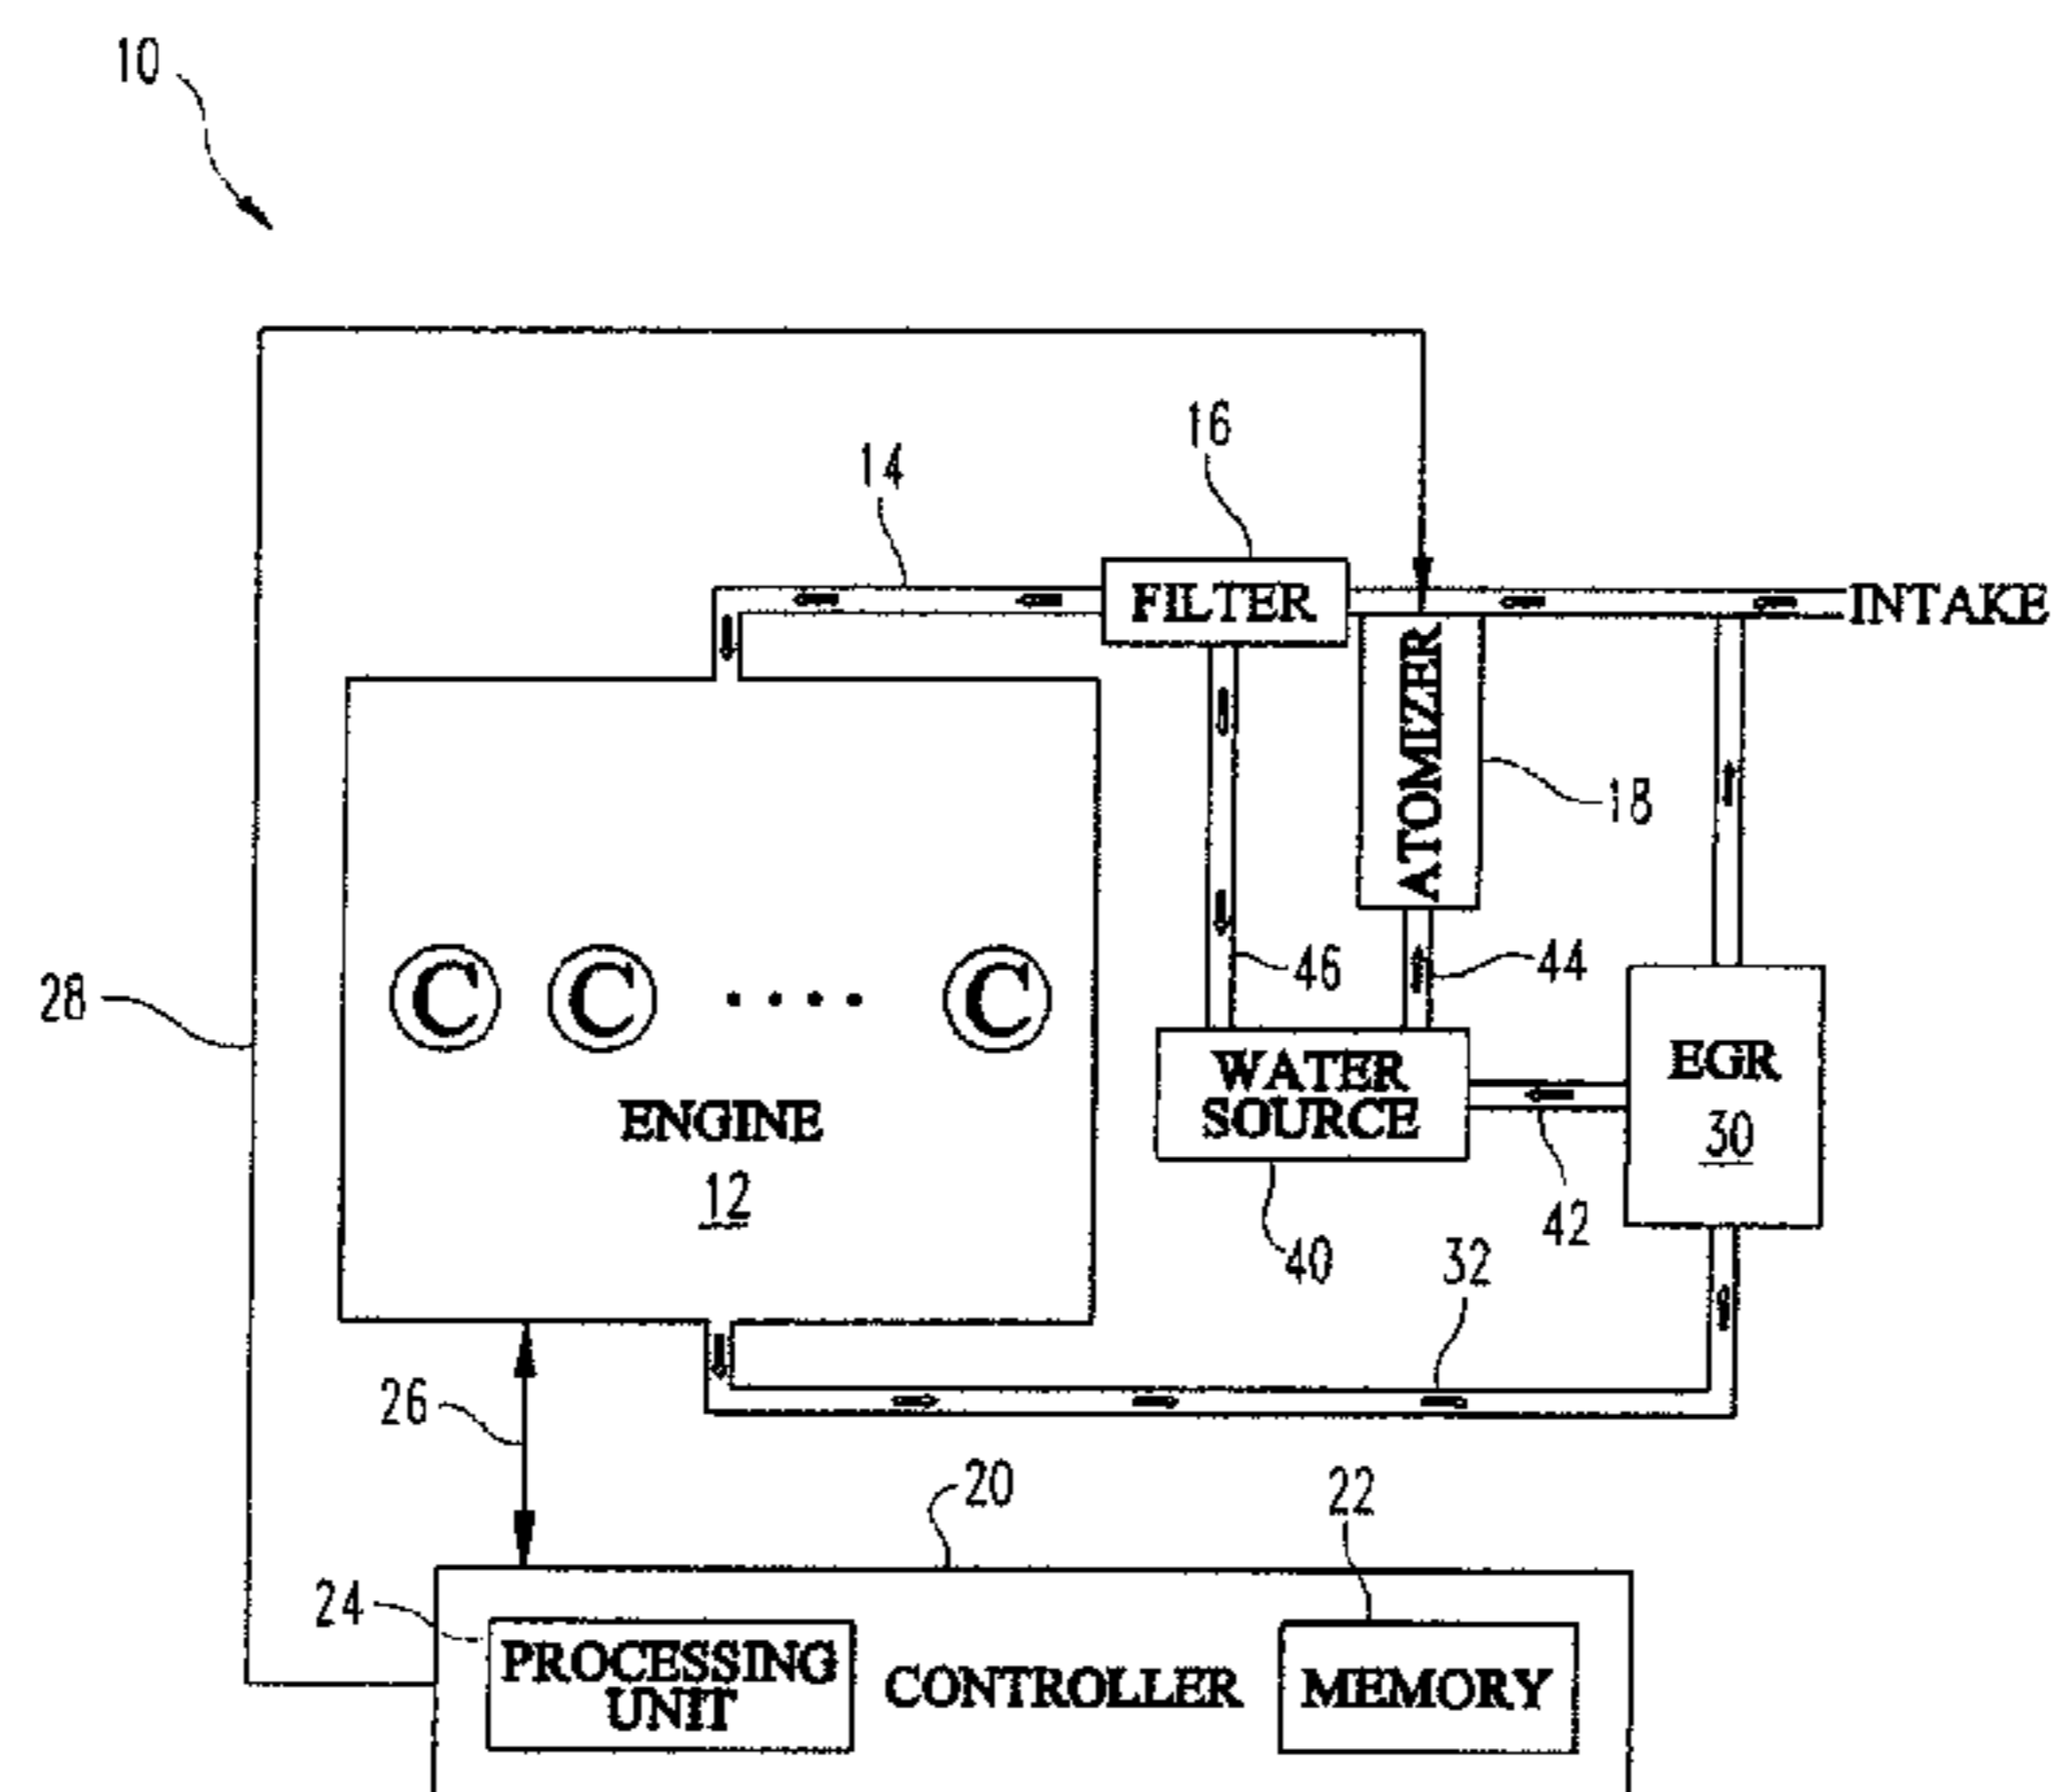 10
16
14
FILTER
INTAKE
ATOMIZER
18
46
44
28
C C .... C
WATER
SOURCE
EGR
30
ENGINE
12
42
40
32
26
20
22
24
PROCESSING
UNIT
CONTROLLER
MEMORY